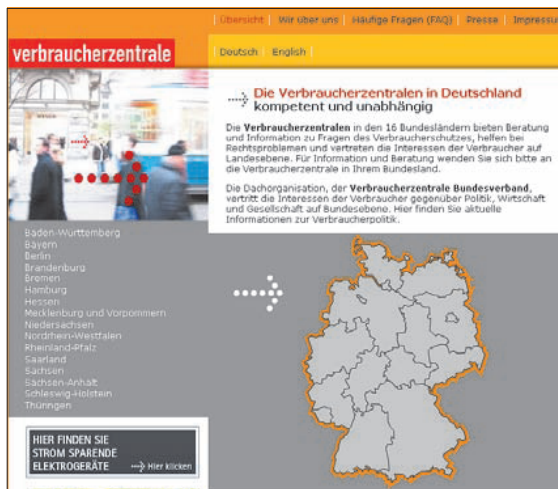 Übersicht | Wir über uns | Häufige Fragen (FAQ) | Presse | Impressu
verbraucherzentrale
Deutsch | English |
Die Verbraucherzentralen in Deutschland
kompetent und unabhängig
Die Verbraucherzentralen in den 16 Bundesländern bieten Beratung
und Information zu Fragen des Verbraucherschutzes, helfen bei
Rechtsproblemen und vertreten die Interessen der Verbraucher auf
Landesebene. Für Information und Beratung wenden Sie sich bitte an
die Verbraucherzentrale in Ihrem Bundesland.
Die Dachorganisation, der Verbraucherzentrale Bundesverband,
vertritt die Interessen der Verbraucher gegenüber Politik, Wirtschaft
und Gesellschaft auf Bundesebene. Hier finden Sie aktuelle
Informationen zur Verbraucherpolitik.
Baden-Württemberg
Bayern
Berlin
Brandenburg
Bremen
Hamburg
Hessen
Mecklenburg und Vorpommern
Niedersachsen
Nordrhein-Westfalen
Rheinland-Pfalz
Saarland
Sachsen
Sachsen-Anhalt
Schleswig-Holstein
Thüringen
HIER FINDEN SIE
STROM SPARENDE
ELEKTROGERÄTE Hier klicken